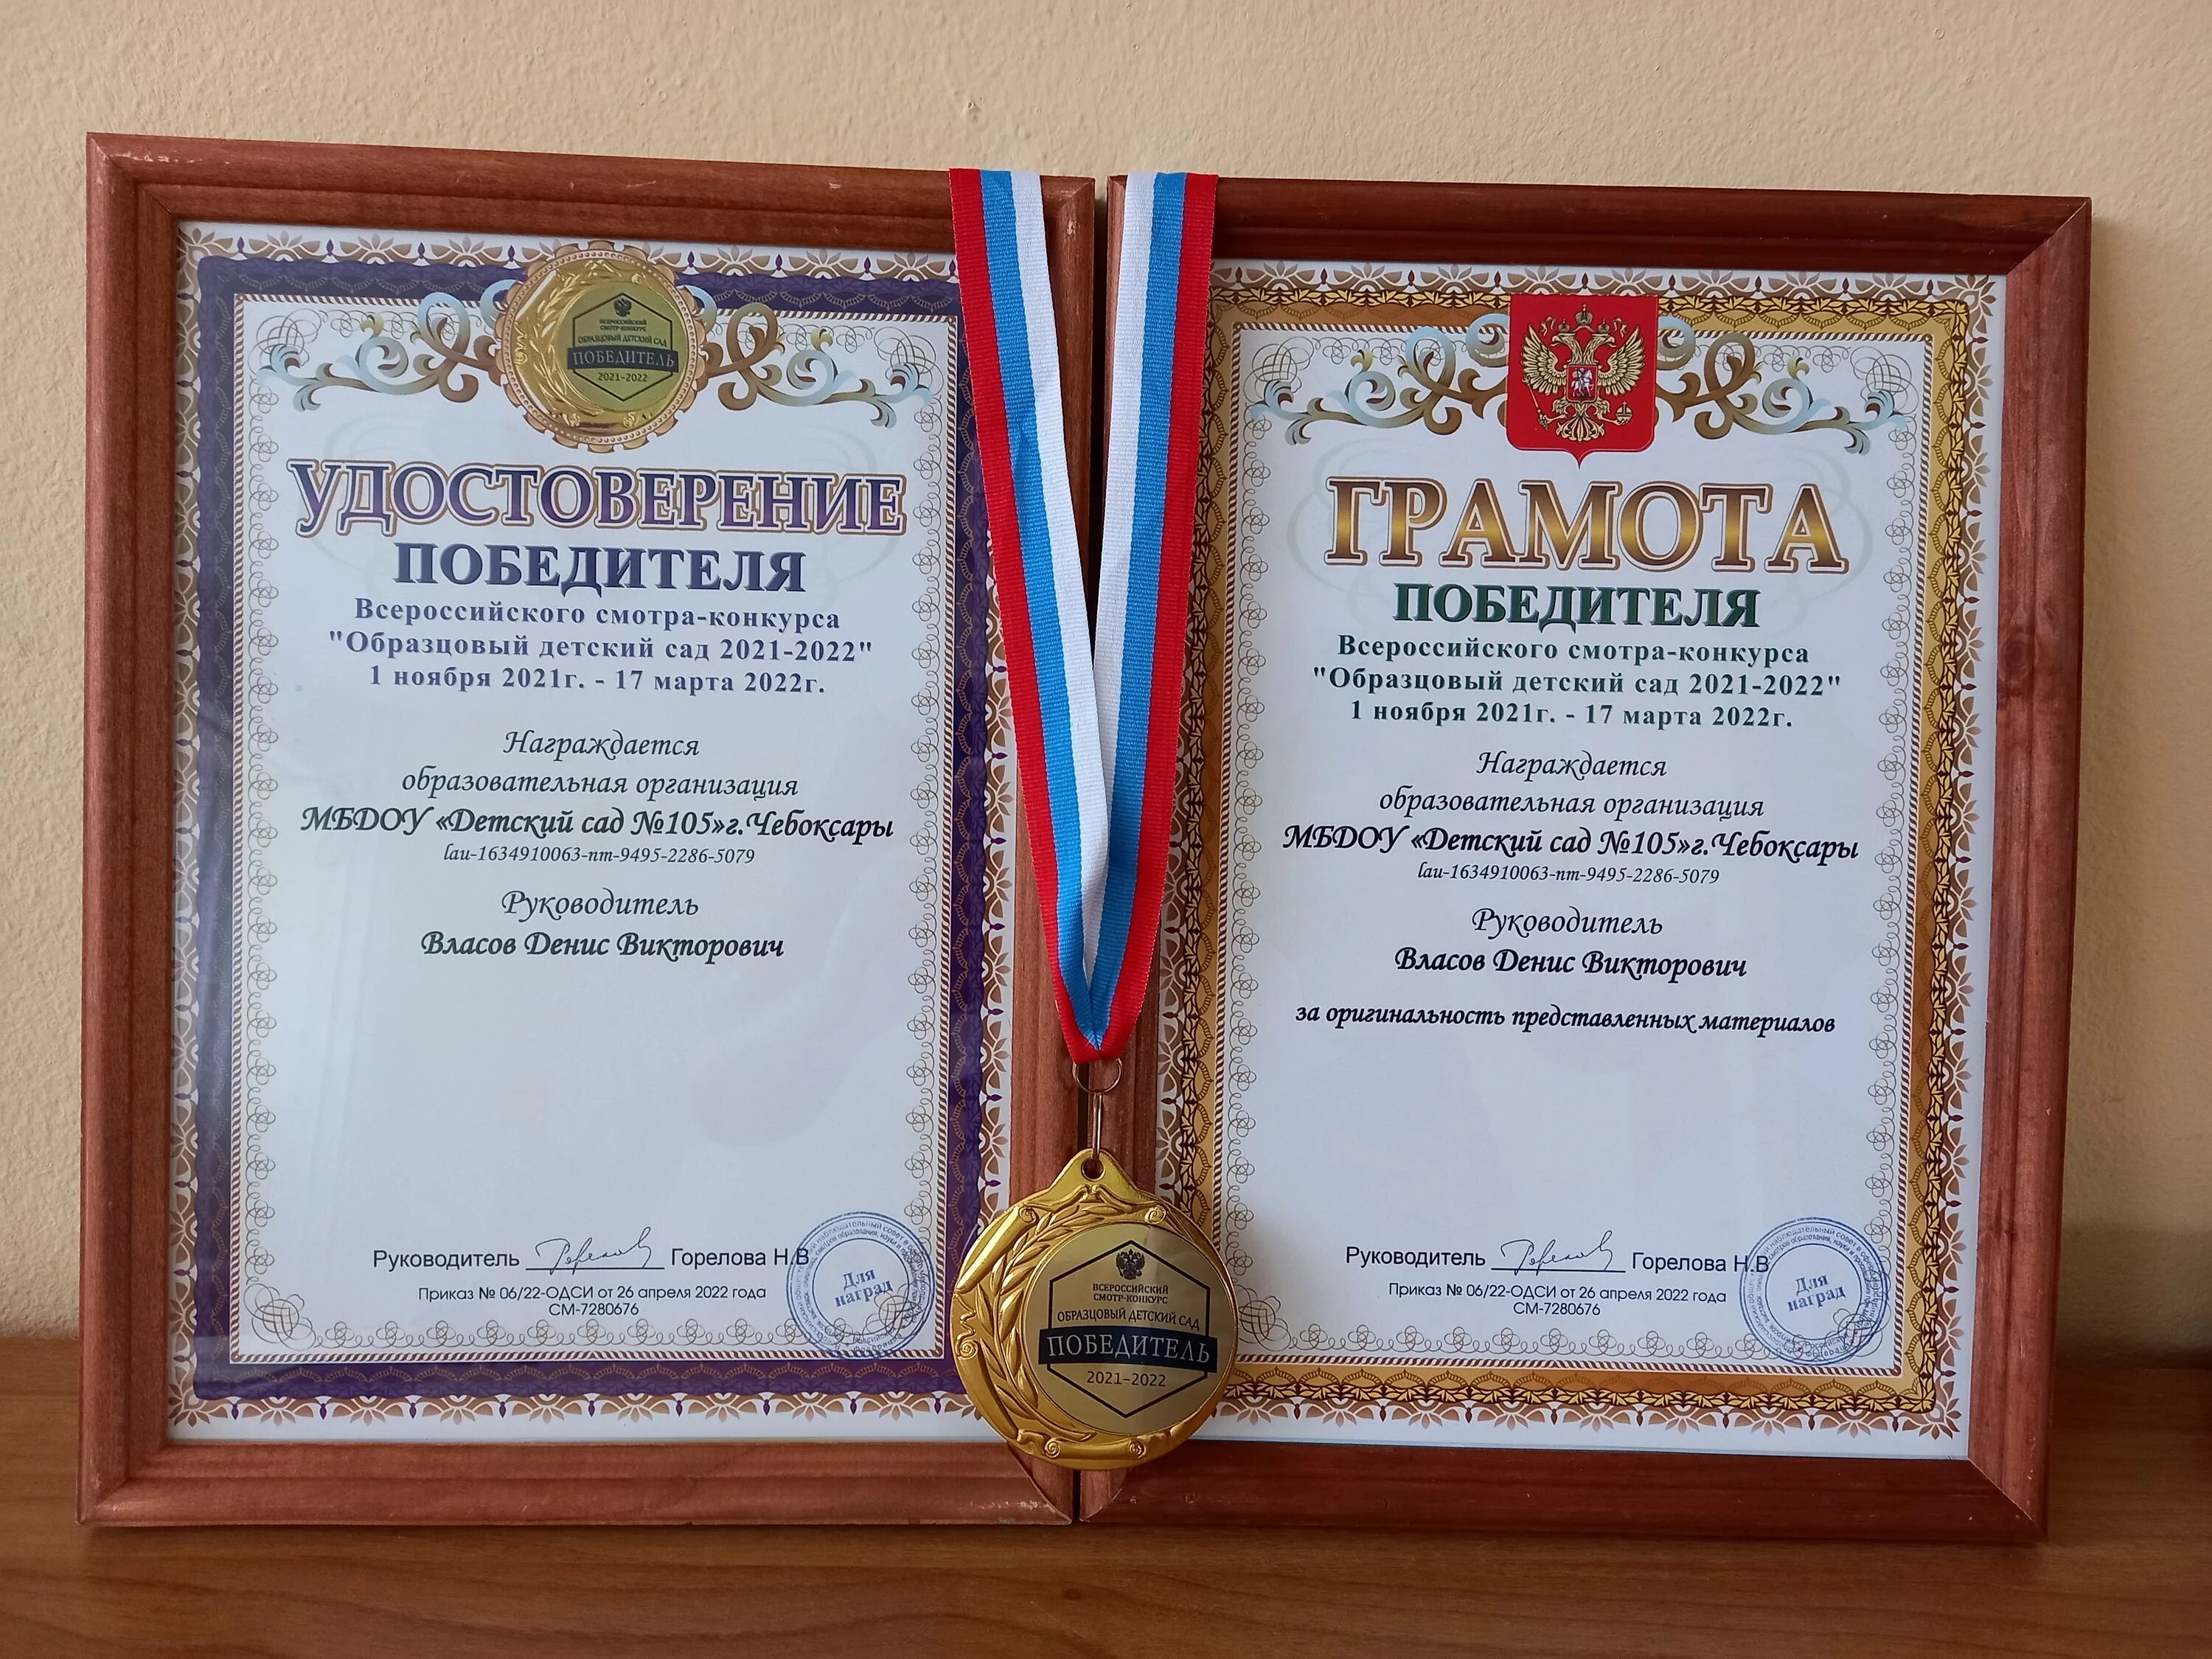 ВСЕРОССИЙСКИЙ
СМОТР-КОНКУРС
ОБРАЗЦОВЫЙ ДЕТСКИЙ САД
ПОБЕДИТЕЛЬ
2021-2022
УДОСТОВЕРЕНИЕ
ПОБЕДИТЕЛЯ
Всероссийского смотра-конкурса
"Образцовый детский сад 2021-2022"
1 ноября 2021г. - 17 марта 2022г.
Награждается
образовательная организация
МБДОУ «Детский сад №105»г.Чебоксары
lau-1634910063-nm-9495-2286-5079
Руководитель
Власов Денис Викторович
Руководитель Горелова Н.В
Приказ № 06/22-ОДСИ от 26 апреля 2022 года
СМ-7280676
Для
наград
ВСЕРОССИЙСКИЙ
СМОТР-КОНКУРС
ОБРАЗЦОВЫЙ ДЕТСКИЙ САД
ПОБЕДИТЕЛЬ
2021-2022
ГРАМОТА
ПОБЕДИТЕЛЯ
Всероссийского смотра-конкурса
"Образцовый детский сад 2021-2022"
1 ноября 2021г. - 17 марта 2022г.
Награждается
образовательная организация
МБДОУ «Детский сад №105»г.Чебоксары
lau-1634910063-nm-9495-2286-5079
Руководитель
Власов Денис Викторович
за оригинальность представленных материалов
Руководитель Горелова Н.В
Приказ № 06/22-ОДСИ от 26 апреля 2022 года
СМ-7280676
Для
наград